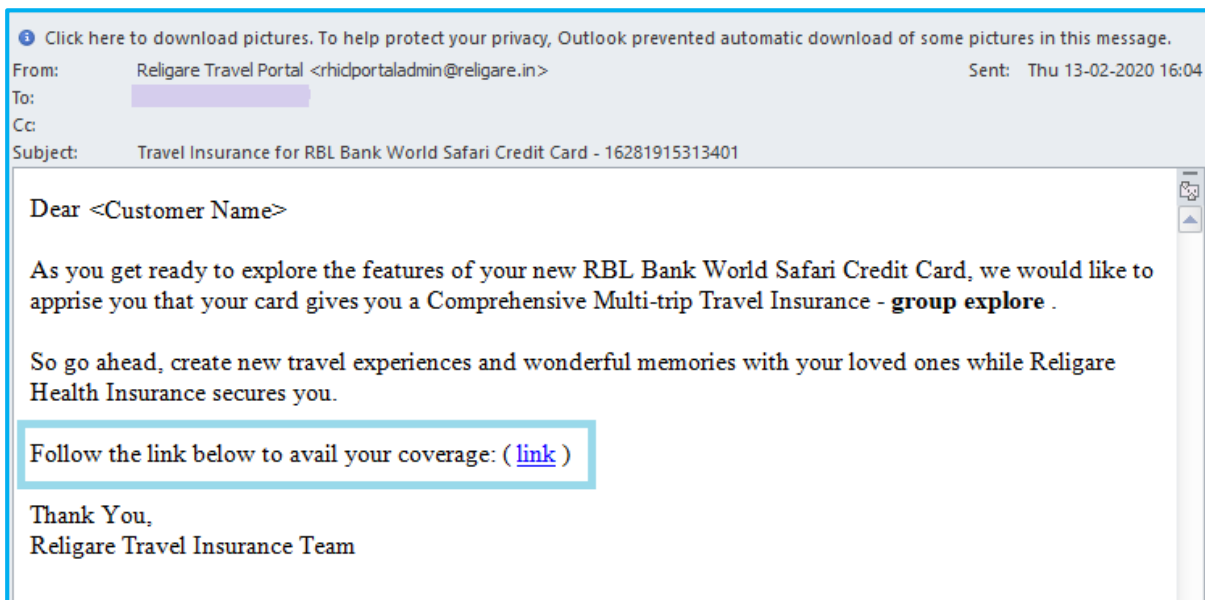 Click here to download pictures. To help protect your privacy, Outlook prevented automatic download of some pictures in this message.
From: Religare Travel Portal <rhiclportaladmin@religare.in> Sent: Thu 13-02-2020 16:04
To:
Cc:
Subject: Travel Insurance for RBL Bank World Safari Credit Card - 16281915313401
Dear <Customer Name>
As you get ready to explore the features of your new RBL Bank World Safari Credit Card, we would like to
apprise you that your card gives you a Comprehensive Multi-trip Travel Insurance - group explore .
So go ahead, create new travel experiences and wonderful memories with your loved ones while Religare
Health Insurance secures you.
Follow the link below to avail your coverage: ( link )
Thank You,
Religare Travel Insurance Team